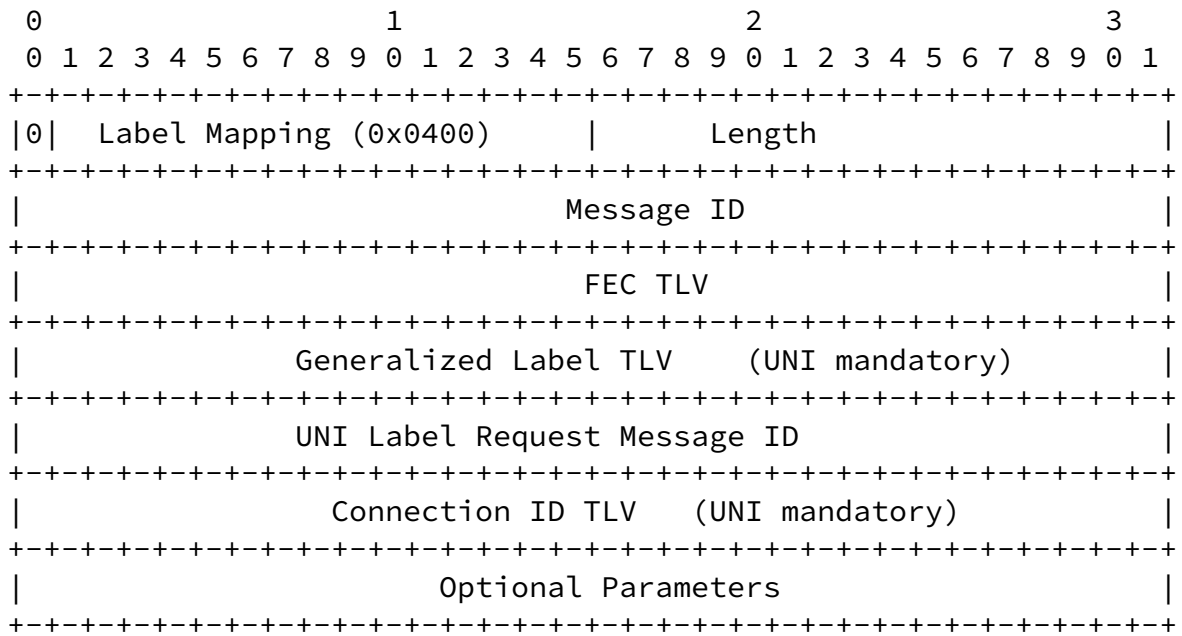 0                   1                   2                   3
 0 1 2 3 4 5 6 7 8 9 0 1 2 3 4 5 6 7 8 9 0 1 2 3 4 5 6 7 8 9 0 1
+-+-+-+-+-+-+-+-+-+-+-+-+-+-+-+-+-+-+-+-+-+-+-+-+-+-+-+-+-+-+-+-+
|0|  Label Mapping (0x0400)     |      Length                   |
+-+-+-+-+-+-+-+-+-+-+-+-+-+-+-+-+-+-+-+-+-+-+-+-+-+-+-+-+-+-+-+-+
|                              Message ID                       |
+-+-+-+-+-+-+-+-+-+-+-+-+-+-+-+-+-+-+-+-+-+-+-+-+-+-+-+-+-+-+-+-+
|                               FEC TLV                         |
+-+-+-+-+-+-+-+-+-+-+-+-+-+-+-+-+-+-+-+-+-+-+-+-+-+-+-+-+-+-+-+-+
|               Generalized Label TLV    (UNI mandatory)        |
+-+-+-+-+-+-+-+-+-+-+-+-+-+-+-+-+-+-+-+-+-+-+-+-+-+-+-+-+-+-+-+-+
|               UNI Label Request Message ID                    |
+-+-+-+-+-+-+-+-+-+-+-+-+-+-+-+-+-+-+-+-+-+-+-+-+-+-+-+-+-+-+-+-+
|                 Connection ID TLV   (UNI mandatory)           |
+-+-+-+-+-+-+-+-+-+-+-+-+-+-+-+-+-+-+-+-+-+-+-+-+-+-+-+-+-+-+-+-+
|                       Optional Parameters                     |
+-+-+-+-+-+-+-+-+-+-+-+-+-+-+-+-+-+-+-+-+-+-+-+-+-+-+-+-+-+-+-+-+